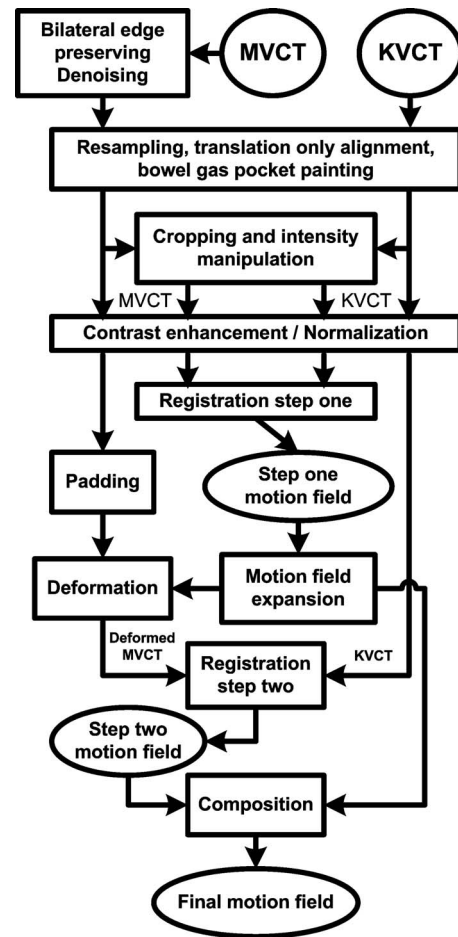 Bilateral edge
preserving
Denoising
MVCT
KVCT
Resampling, translation only alignment,
bowel gas pocket painting
Cropping and intensity
manipulation
MVCT
KVCT
Contrast enhancement / Normalization
Registration step one
Step one
motion field
Padding
Deformation
Motion field
expansion
Deformed
MVCT
KVCT
Registration
step two
Step two
motion field
Composition
Final motion field